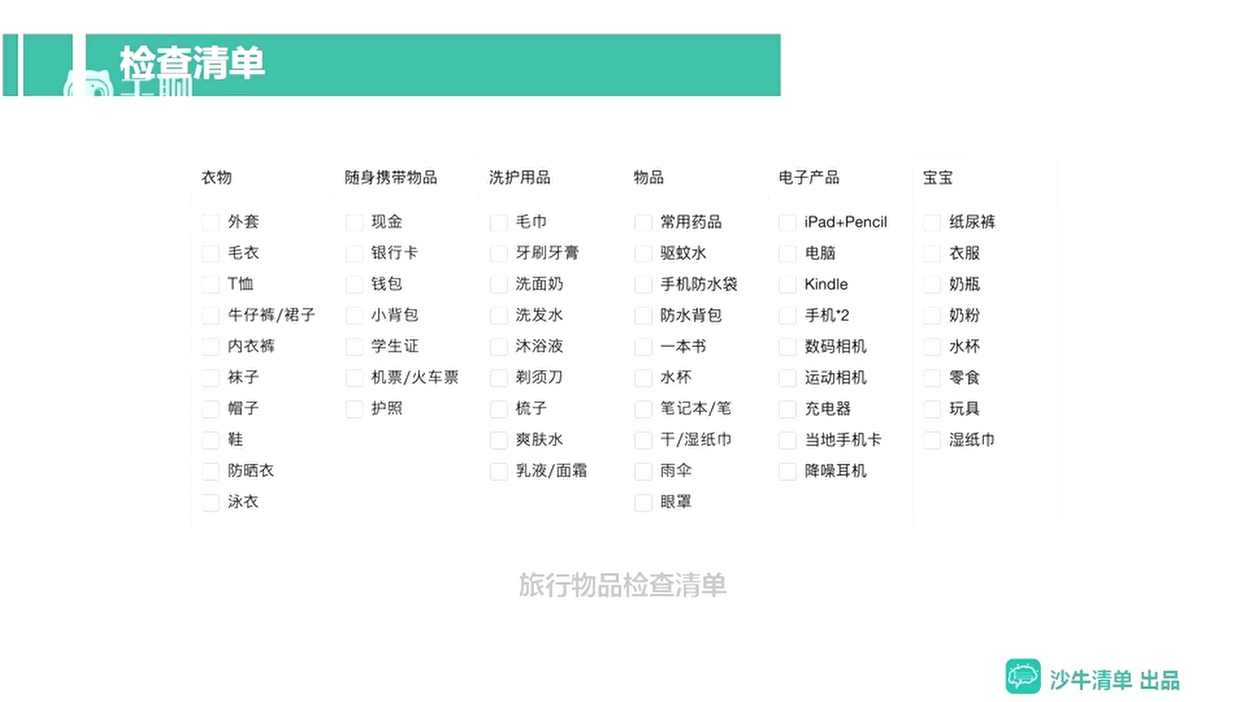 检查清单
千聊
衣物
外套
毛衣
T恤
牛仔裤/裙子
内衣裤
袜子
帽子
鞋
防晒衣
泳衣
随身携带物品
现金
银行卡
钱包
小背包
学生证
机票/火车票
护照
洗护用品
毛巾
牙刷牙膏
洗面奶
洗发水
沐浴液
剃须刀
梳子
爽肤水
乳液/面霜
物品
常用药品
驱蚊水
手机防水袋
防水背包
一本书
水杯
笔记本/笔
干/湿纸巾
雨伞
眼罩
电子产品
iPad+Pencil
电脑
Kindle
手机*2
数码相机
运动相机
充电器
当地手机卡
降噪耳机
宝宝
纸尿裤
衣服
奶瓶
奶粉
水杯
零食
玩具
湿纸巾
旅行物品检查清单
沙牛清单 出品